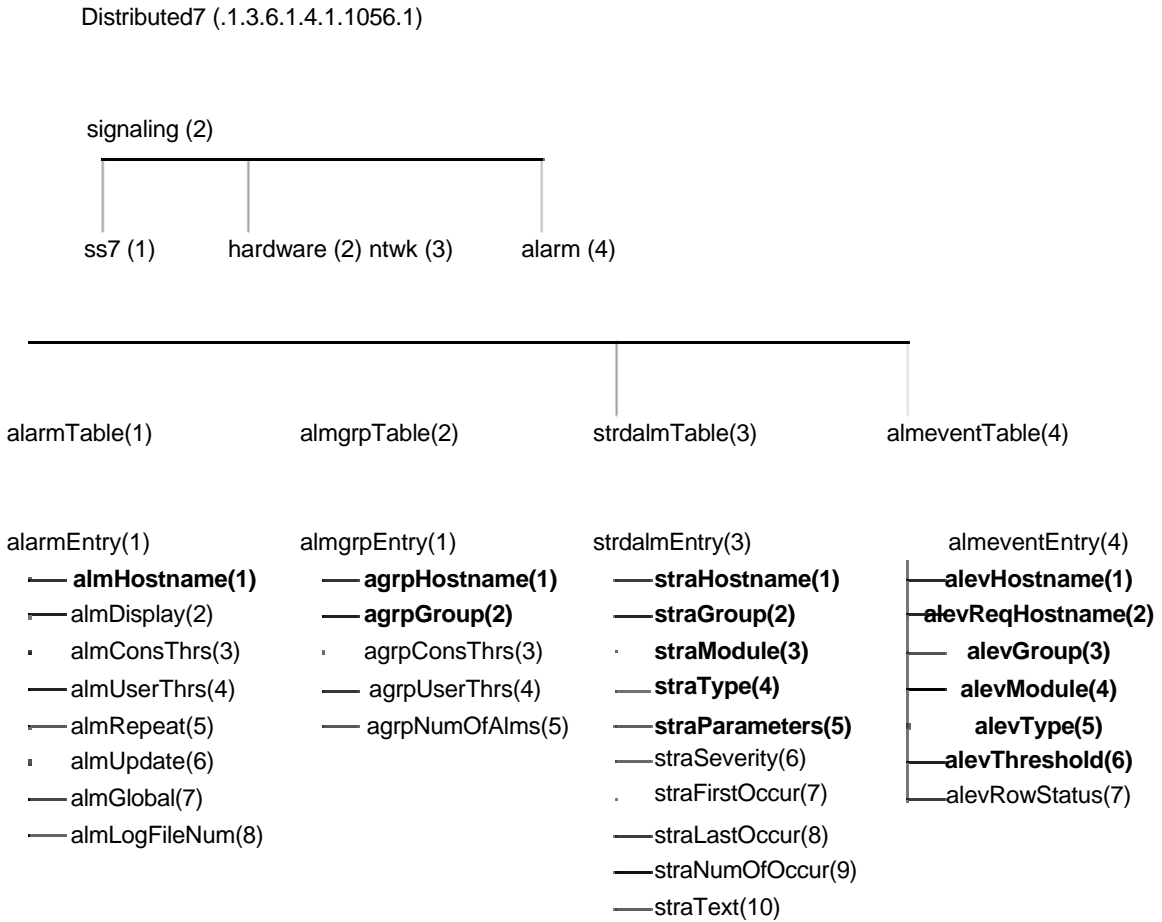 Distributed7 (.1.3.6.1.4.1.1056.1)
signaling (2)
ss7 (1) hardware (2) ntwk (3) alarm (4)
alarmTable(1) almgrpTable(2) strdalmTable(3) almeventTable(4)
alarmEntry(1) almgrpEntry(1) strdalmEntry(3) almeventEntry(4)
almHostname(1) agrpHostname(1) straHostname(1) alevHostname(1)
almDisplay(2) agrpGroup(2) straGroup(2) alevReqHostname(2)
almConsThrs(3) agrpConsThrs(3) straModule(3) alevGroup(3)
almUserThrs(4) agrpUserThrs(4) straType(4) alevModule(4)
almRepeat(5) agrpNumOfAlms(5) straParameters(5) alevType(5)
almUpdate(6) straSeverity(6) alevThreshold(6)
almGlobal(7) straFirstOccur(7) alevRowStatus(7)
almLogFileNum(8) straLastOccur(8)
straNumOfOccur(9)
straText(10)